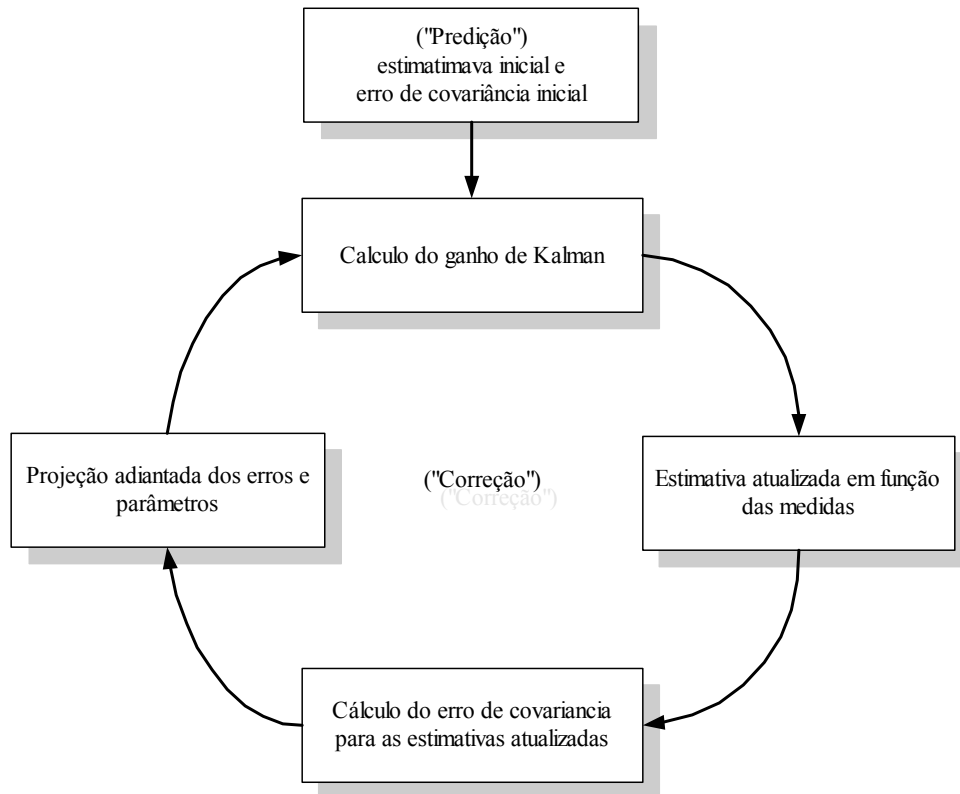 ("Predição")
estimatimava inicial e
erro de covariância inicial
Calculo do ganho de Kalman
Projeção adiantada dos erros e
parâmetros
("Correção")
("Correção")
Estimativa atualizada em função
das medidas
Cálculo do erro de covariancia
para as estimativas atualizadas